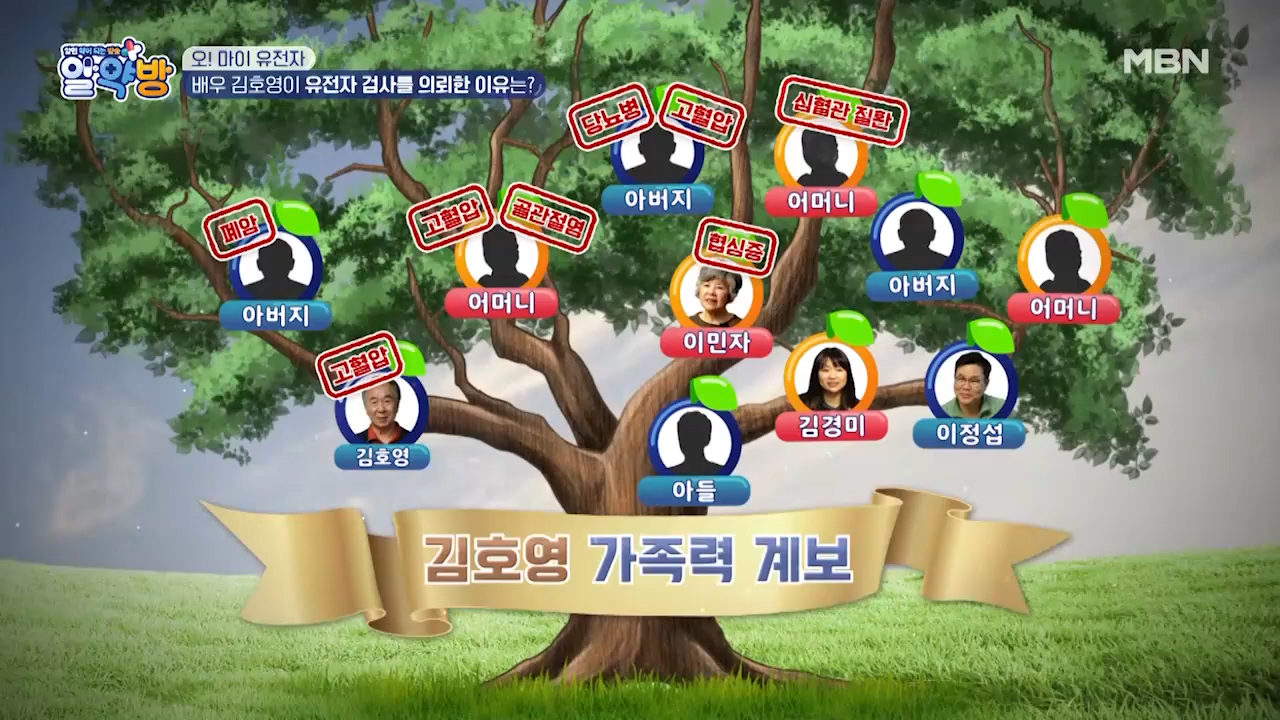 알약방
오! 마이 유전자
배우 김호영이 유전자 검사를 의뢰한 이유는?
MBN
당뇨병
고혈압
아버지
심혈관 질환
어머니
폐암
아버지
고혈압
골관절염
어머니
협심증
이민자
아버지
어머니
고혈압
김호영
아들
김경미
이정섭
김호영 가족력 계보